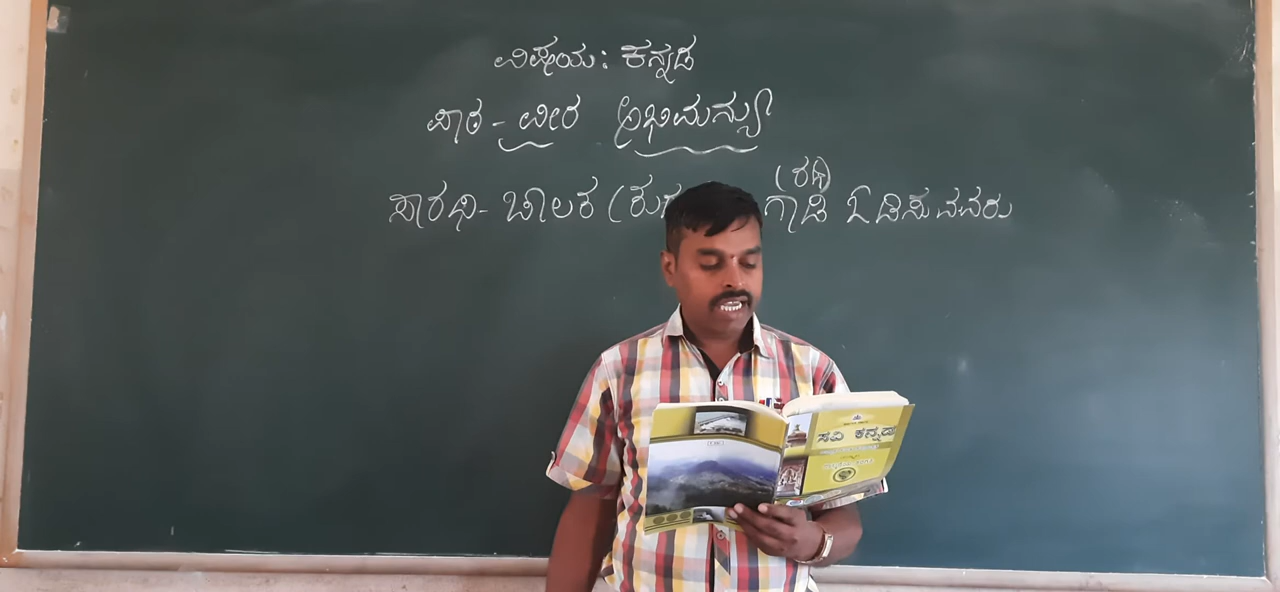 ವಿಷಯ: ಕನ್ನಡ
ಪಾಠ - ವೀರ ಅಭಿಮನ್ಯು
(ರಥ)
ಸಾರಥಿ- ಚಾಲಕ ( ಗಾಡಿ ಓಡಿಸುವವರು
ಸವಿ ಕನ್ನಡ